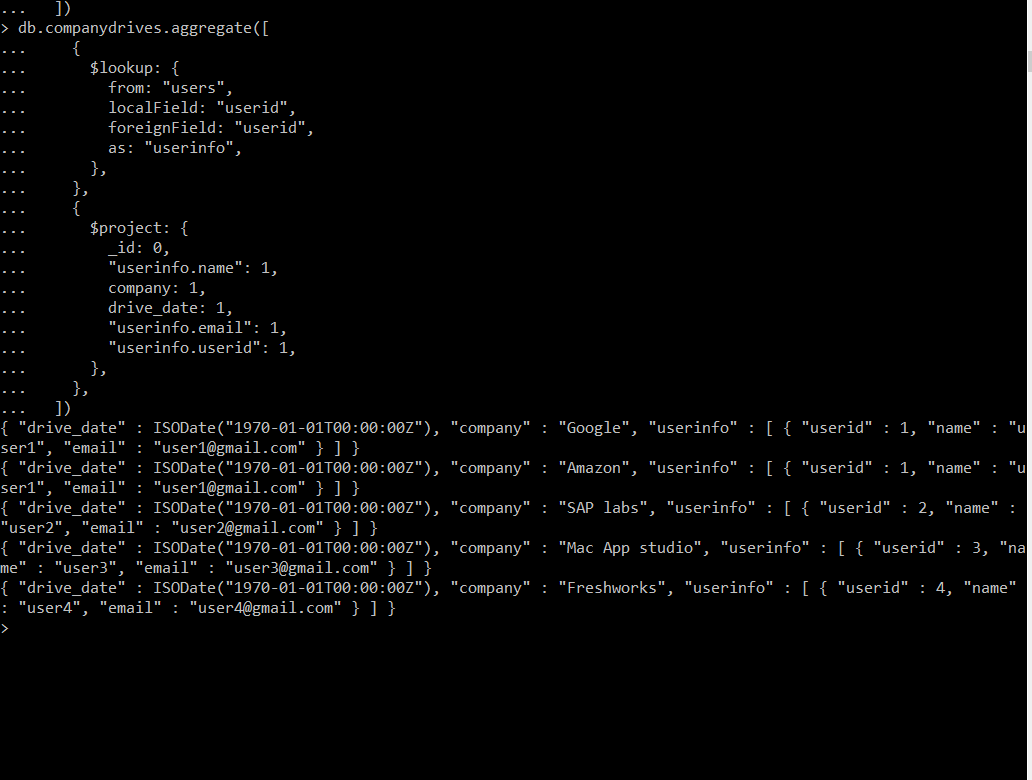 ...   ])
> db.companydrives.aggregate([
...     {
...       $lookup: {
...         from: "users",
...         localField: "userid",
...         foreignField: "userid",
...         as: "userinfo",
...       },
...     },
...     {
...       $project: {
...         _id: 0,
...         "userinfo.name": 1,
...         company: 1,
...         drive_date: 1,
...         "userinfo.email": 1,
...         "userinfo.userid": 1,
...       },
...     },
...   ])
{ "drive_date" : ISODate("1970-01-01T00:00:00Z"), "company" : "Google", "userinfo" : [ { "userid" : 1, "name" : "u
ser1", "email" : "user1@gmail.com" } ] }
{ "drive_date" : ISODate("1970-01-01T00:00:00Z"), "company" : "Amazon", "userinfo" : [ { "userid" : 1, "name" : "u
ser1", "email" : "user1@gmail.com" } ] }
{ "drive_date" : ISODate("1970-01-01T00:00:00Z"), "company" : "SAP labs", "userinfo" : [ { "userid" : 2, "name" :
"user2", "email" : "user2@gmail.com" } ] }
{ "drive_date" : ISODate("1970-01-01T00:00:00Z"), "company" : "Mac App studio", "userinfo" : [ { "userid" : 3, "na
me" : "user3", "email" : "user3@gmail.com" } ] }
{ "drive_date" : ISODate("1970-01-01T00:00:00Z"), "company" : "Freshworks", "userinfo" : [ { "userid" : 4, "name"
: "user4", "email" : "user4@gmail.com" } ] }
>